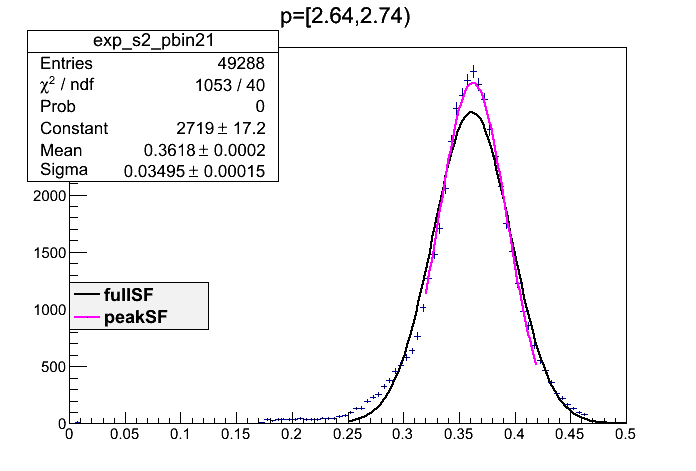 p=[2.64,2.74)
exp_s2_pbin21
Entries 49288
χ² / ndf 1053 / 40
Prob 0
Constant 2719 ± 17.2
Mean 0.3618 ± 0.0002
Sigma 0.03495 ± 0.00015
2000
1500
1000
500
0
fullSF
peakSF
0 0.05 0.1 0.15 0.2 0.25 0.3 0.35 0.4 0.45 0.5